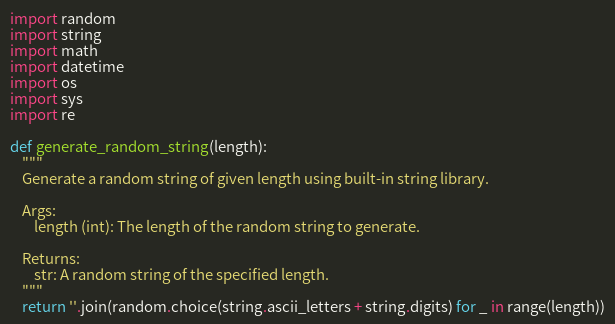 import random
import string
import math
import datetime
import os
import sys
import re

def generate_random_string(length):
    """
    Generate a random string of given length using built-in string library.

    Args:
        length (int): The length of the random string to generate.

    Returns:
        str: A random string of the specified length.
    """
    return ''.join(random.choice(string.ascii_letters + string.digits) for _ in range(length))